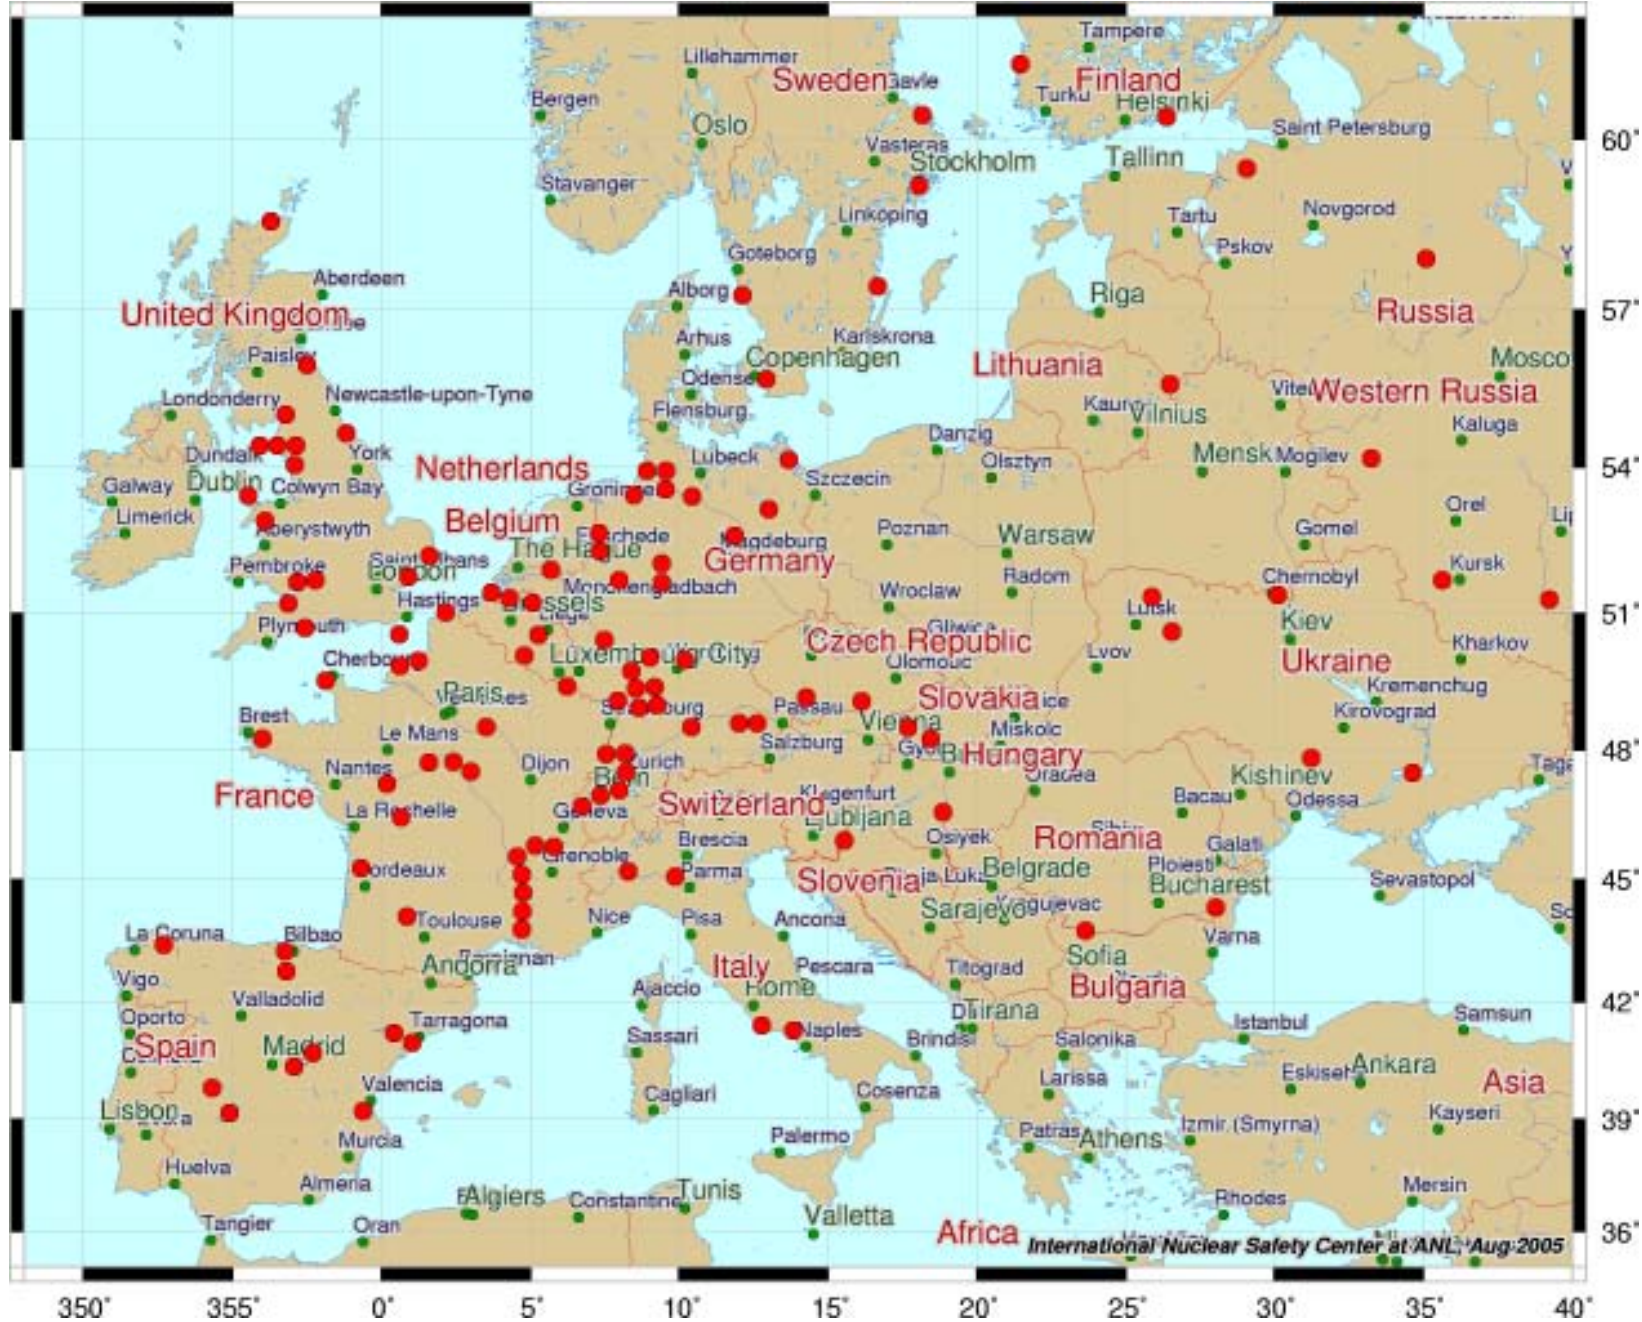 Tampere
Lillehammer
Sweden
Finland
Bergen
Turku
Helsinki
Oslo
Saint Petersburg
60°
Vasteras
Stockholm
Tallinn
Stavanger
Linkoping
Tartu
Novgorod
Goteborg
Pskov
Aberdeen
Alborg
Riga
57°
United Kingdom
Russia
Arhus
Karlskrona
Paisley
Copenhagen
Lithuania
Mosco
Odense
Western Russia
Londonderry
Newcastle-upon-Tyne
Flensburg
Vilnius
Kaluga
Danzig
Dundalk
York
Netherlands
Lubeck
Olsztyn
Mensk
Mogilev
54°
Dublin
Galway
Colwyn Bay
Szczecin
Orel
Limerick
Aberystwyth
Belgium
Poznan
Warsaw
Gomel
The Hague
Magdeburg
Germany
Pembroke
London
Monchengladbach
Wroclaw
Radom
Chernobyl
Kursk
Hastings
Brussels
Lutsk
Kiev
51°
Plymouth
Czech Republic
Gliwice
Kharkov
Cherbou
Luxembourg City
Olomouc
Lvov
Ukraine
Paris
Slovakia
Kremenchug
Brest
Passau
Vienna
Miskolc
Kirovograd
Le Mans
Salzburg
Hungary
48°
Nantes
Dijon
Zurich
Bern
Oradea
Kishinev
Taga
France
Switzerland
Klagenfurt
Bacau
Odessa
La Rochelle
Geneva
Ljubljana
Osiyek
Romania
Brescia
Galati
Bordeaux
Grenoble
Parma
Slovenia
Belgrade
Ploiesti
Bucharest
Sevastopol
45°
Toulouse
Nice
Pisa
Ancona
Sarajevo
Kragujevac
Varna
La Coruna
Bilbao
Andorra
Italy
Pescara
Titograd
Sofia
Vigo
Valladolid
Ajaccio
Rome
Bulgaria
42°
Oporto
Tarragona
Tirana
Istanbul
Samsun
Spain
Madrid
Sassari
Naples
Brindisi
Salonika
Valencia
Larissa
Eskiseh
Ankara
Asia
Lisbon
Cagliari
Cosenza
Izmir (Smyrna)
Kayseri
39°
Murcia
Palermo
Patras
Athens
Huelva
Almeria
Algiers
Constantine
Tunis
Rhodes
Mersin
Tangier
Oran
Valletta
Africa
36°
International Nuclear Safety Center at ANL, Aug 2005
350° 355° 0° 5° 10° 15° 20° 25° 30° 35° 40°